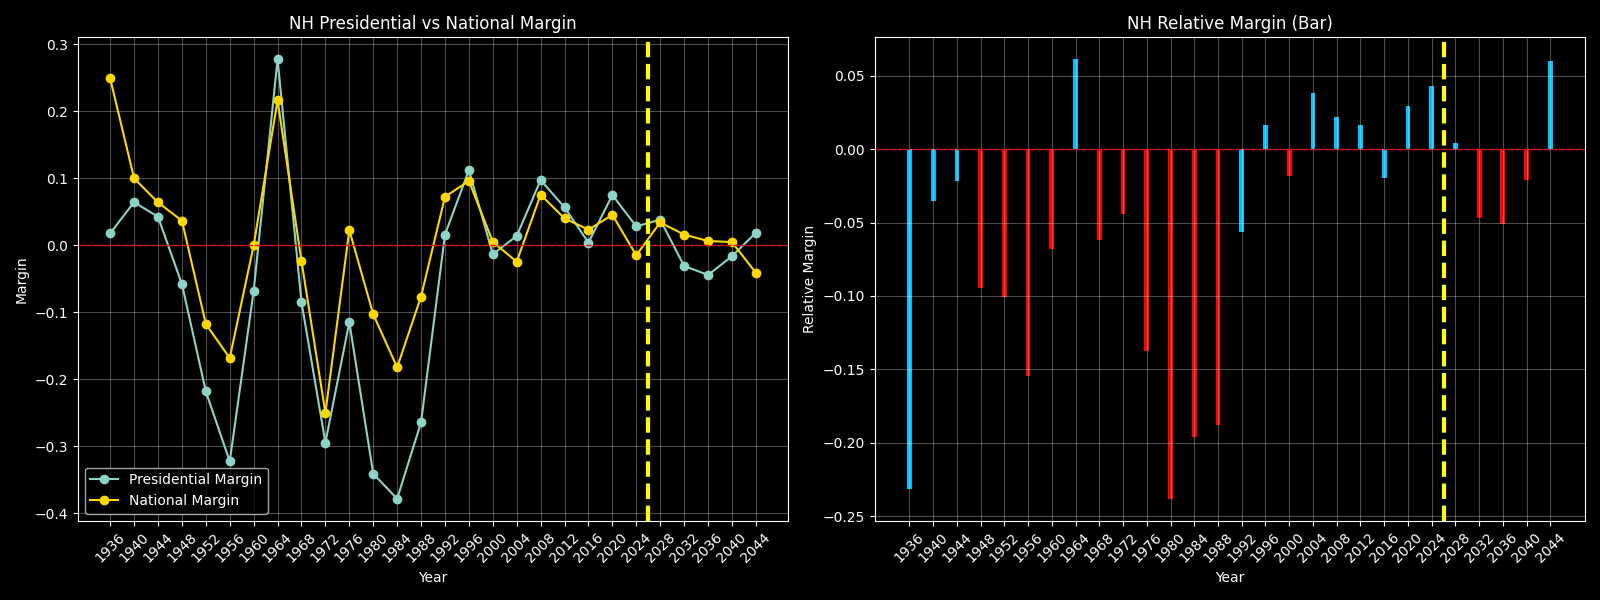 NH Presidential vs National Margin
0.3
0.2
0.1
0.0
−0.1
−0.2
−0.3
−0.4
Margin
Presidential Margin
National Margin
1936 1940 1944 1948 1952 1956 1960 1964 1968 1972 1976 1980 1984 1988 1992 1996 2000 2004 2008 2012 2016 2020 2024 2028 2032 2036 2040 2044
Year
NH Relative Margin (Bar)
0.05
0.00
−0.05
−0.10
−0.15
−0.20
−0.25
Relative Margin
1936 1940 1944 1948 1952 1956 1960 1964 1968 1972 1976 1980 1984 1988 1992 1996 2000 2004 2008 2012 2016 2020 2024 2028 2032 2036 2040 2044
Year